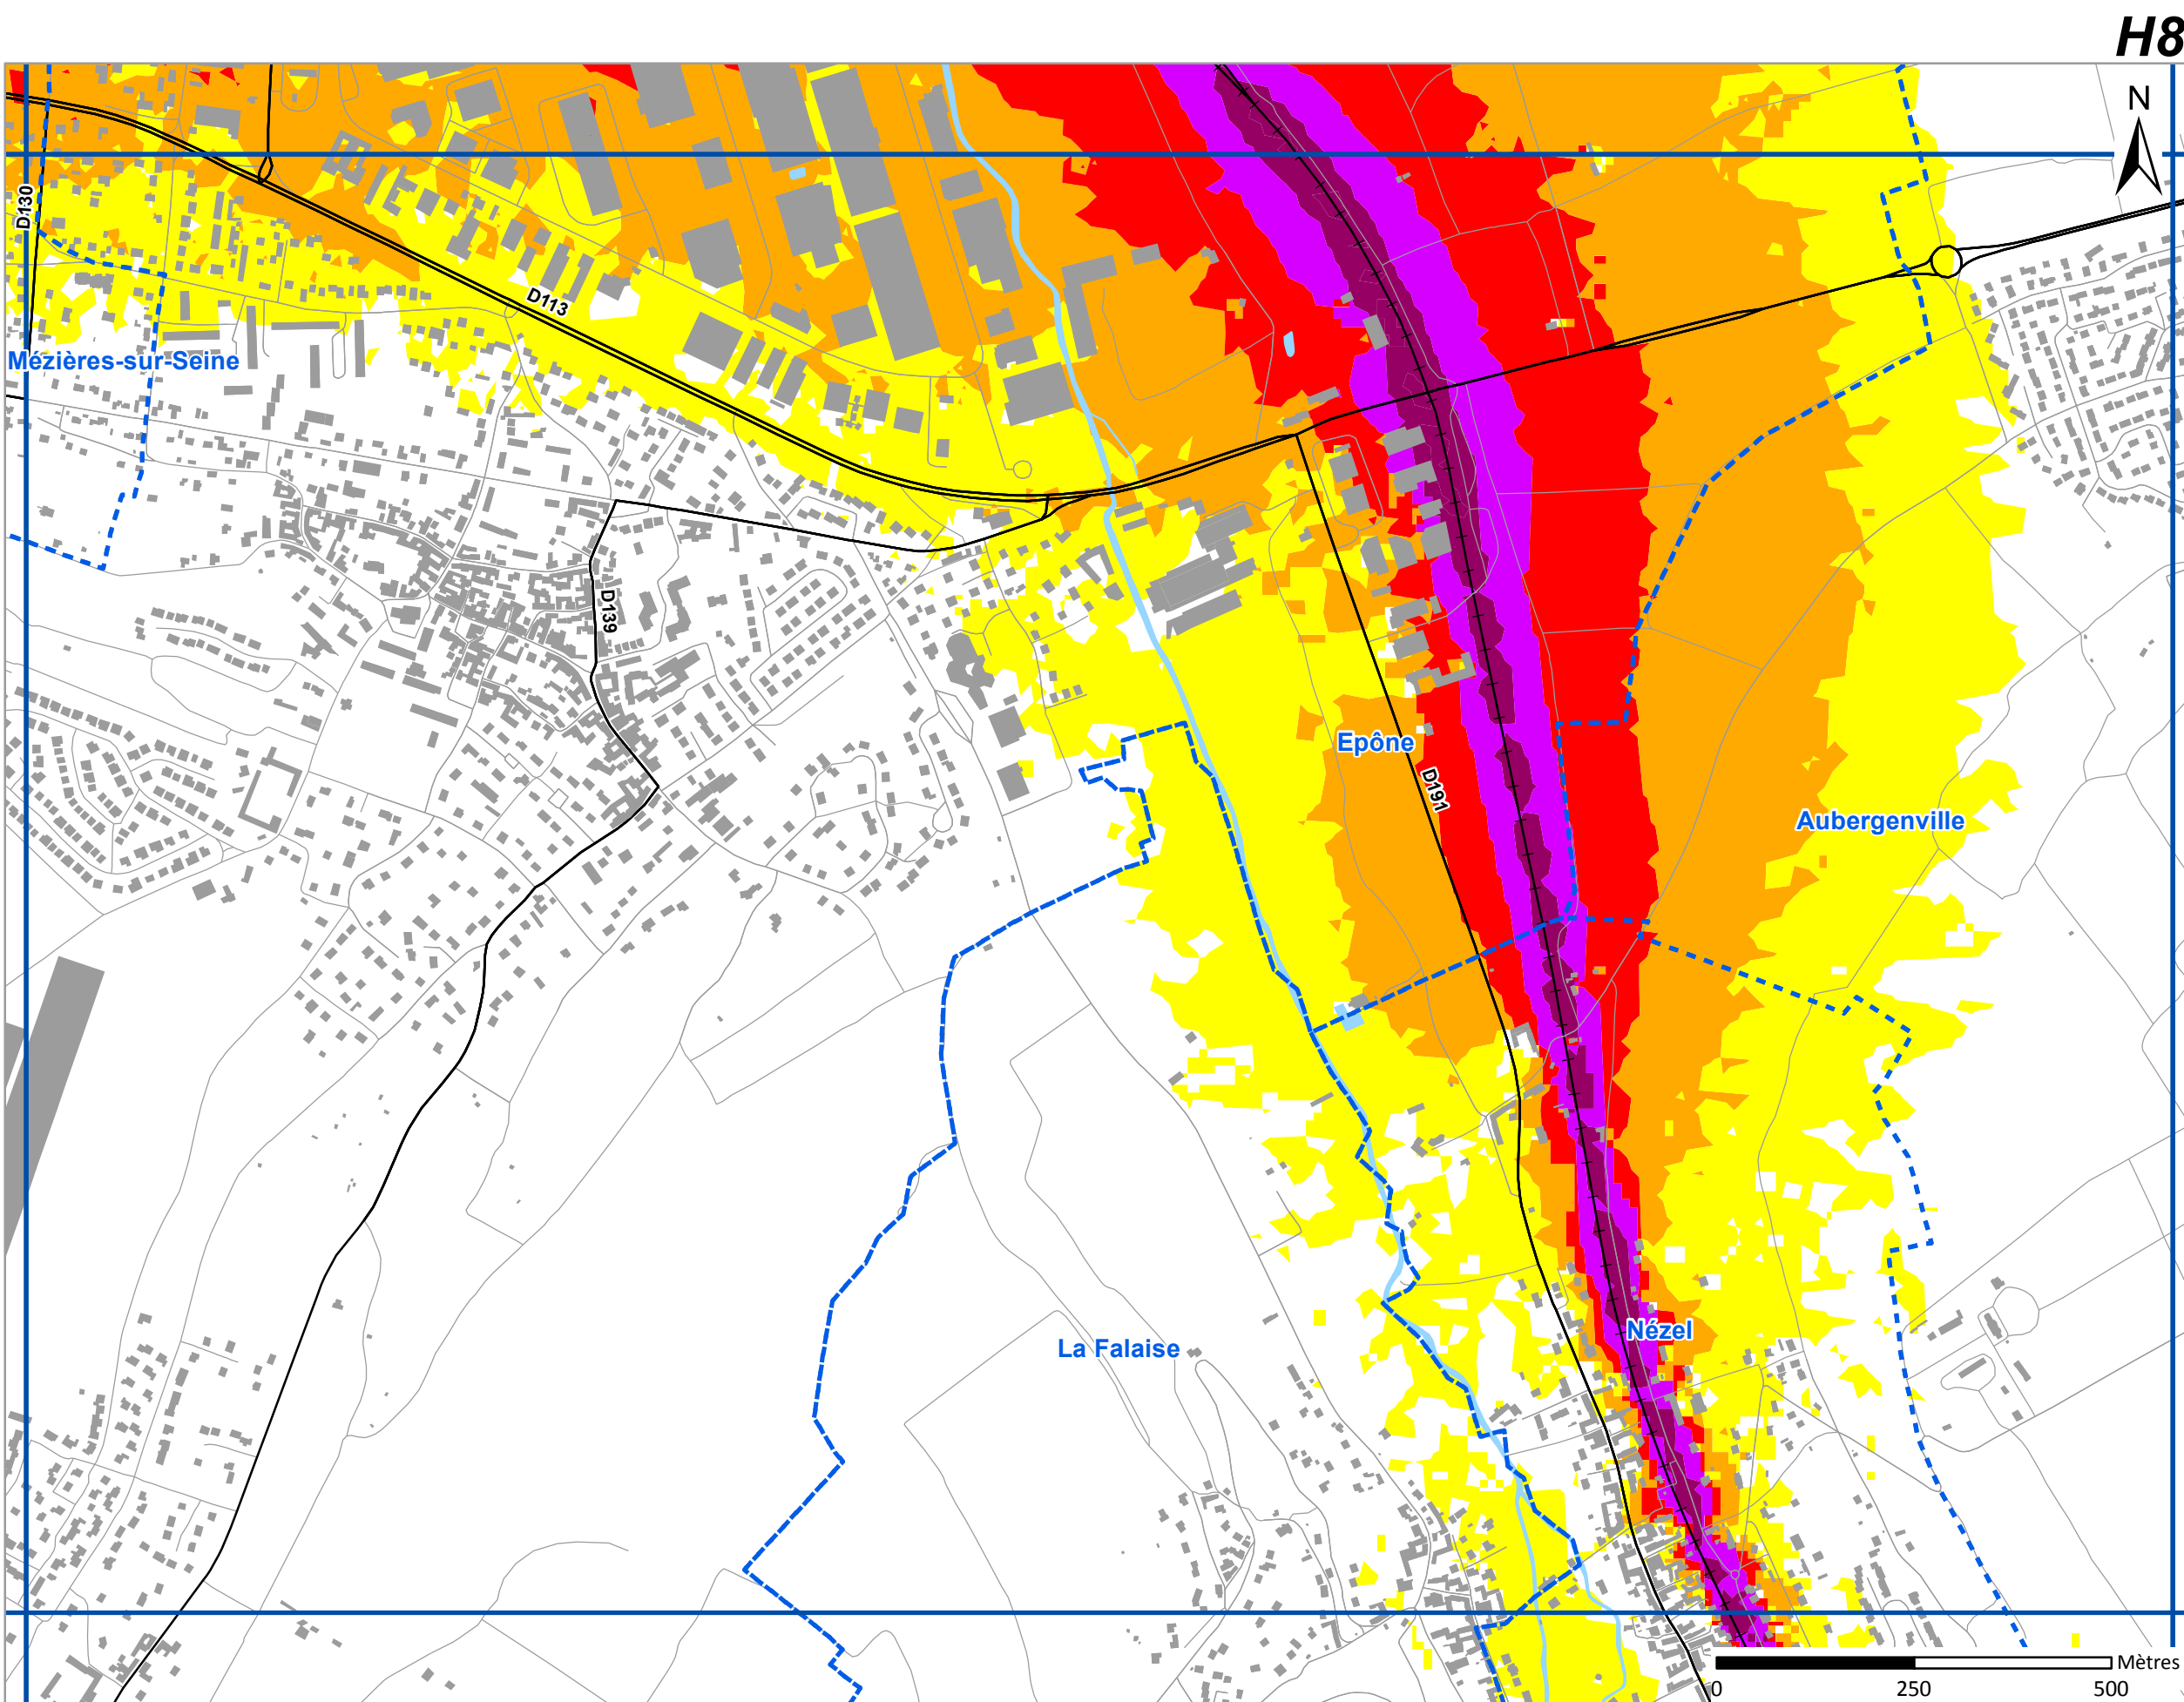 H8
N
D130
D113
Mézières-sur-Seine
D139
Epône
D191
Aubergenville
Nézel
La Falaise
Mètres
0 250 500